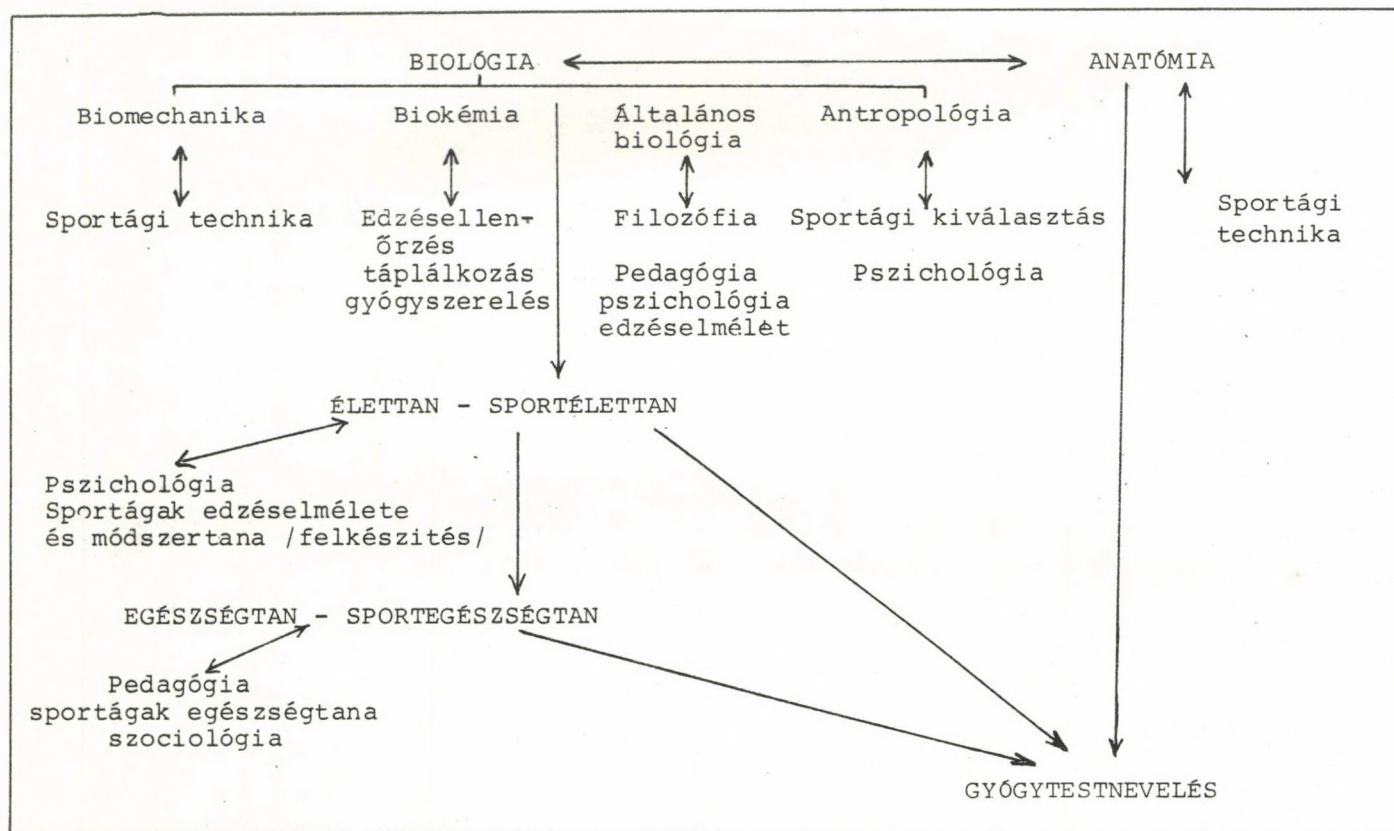 BIOLÓGIA
ANATÓMIA
Biomechanika
Biokémia
Általános
biológia
Antropológia
Sportági technika
Edzésellen-
őrzés
táplálkozás
gyógyszerelés
Filozófia
Pedagógia
pszichológia
edzéselmélet
Sportági kiválasztás
Pszichológia
Sportági
technika
ÉLETTAN - SPORTÉLETTAN
Pszichológia
Sportágak edzéselmélete
és módszertana /felkészités/
EGÉSZSÉGTAN - SPORTEGÉSZSÉGTAN
Pedagógia
sportágak egészségtana
szociológia
GYÓGYTESTNEVELÉS